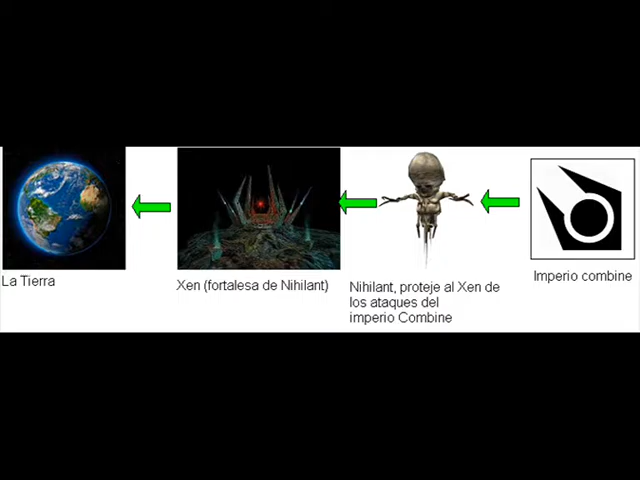 La Tierra
Xen (fortalesa de Nihilant)
Nihilant, proteje al Xen de
los ataques del
imperio Combine
Imperio combine